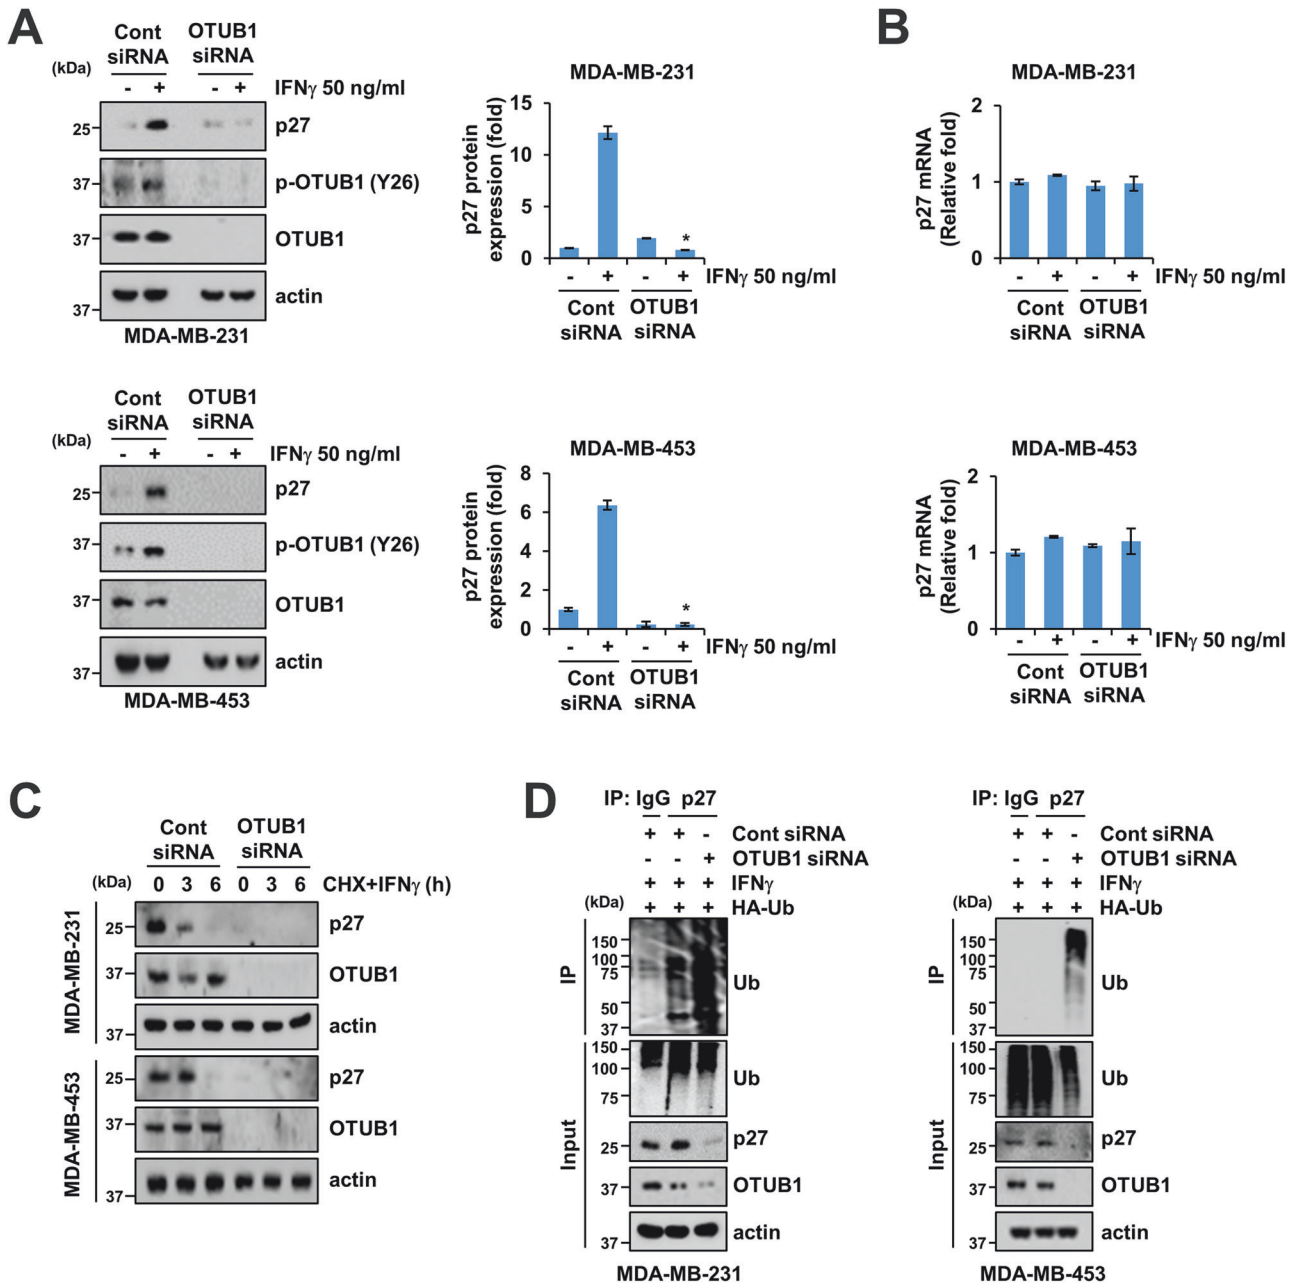 A
Cont siRNA
OTUB1 siRNA
(kDa)
- + - + IFNγ 50 ng/ml
25 p27
37 p-OTUB1 (Y26)
37 OTUB1
37 actin
MDA-MB-231
MDA-MB-231
p27 protein expression (fold)
15
10
5
0
- + - + IFNγ 50 ng/ml
*
Cont siRNA
OTUB1 siRNA
Cont siRNA
OTUB1 siRNA
(kDa)
- + - + IFNγ 50 ng/ml
25 p27
37 p-OTUB1 (Y26)
37 OTUB1
37 actin
MDA-MB-453
MDA-MB-453
p27 protein expression (fold)
8
6
4
2
0
*
- + - + IFNγ 50 ng/ml
Cont siRNA
OTUB1 siRNA
B
MDA-MB-231
p27 mRNA (Relative fold)
2
1
0
- + - + IFNγ 50 ng/ml
Cont siRNA
OTUB1 siRNA
MDA-MB-453
p27 mRNA (Relative fold)
2
1
0
- + - + IFNγ 50 ng/ml
Cont siRNA
OTUB1 siRNA
C
Cont siRNA
OTUB1 siRNA
(kDa) 0 3 6 0 3 6 CHX+IFNγ (h)
MDA-MB-231
25 p27
37 OTUB1
37 actin
MDA-MB-453
25 p27
37 OTUB1
37 actin
D
IP: IgG p27
+ + - Cont siRNA
- - + OTUB1 siRNA
+ + + IFNγ
(kDa) + + + HA-Ub
IP
150
100
75
50
37
Ub
Input
150
100
75
Ub
25 p27
37 OTUB1
37 actin
MDA-MB-231
IP: IgG p27
+ + - Cont siRNA
- - + OTUB1 siRNA
+ + + IFNγ
(kDa) + + + HA-Ub
IP
150
100
75
50
37
Ub
Input
150
100
75
Ub
25 p27
37 OTUB1
37 actin
MDA-MB-453